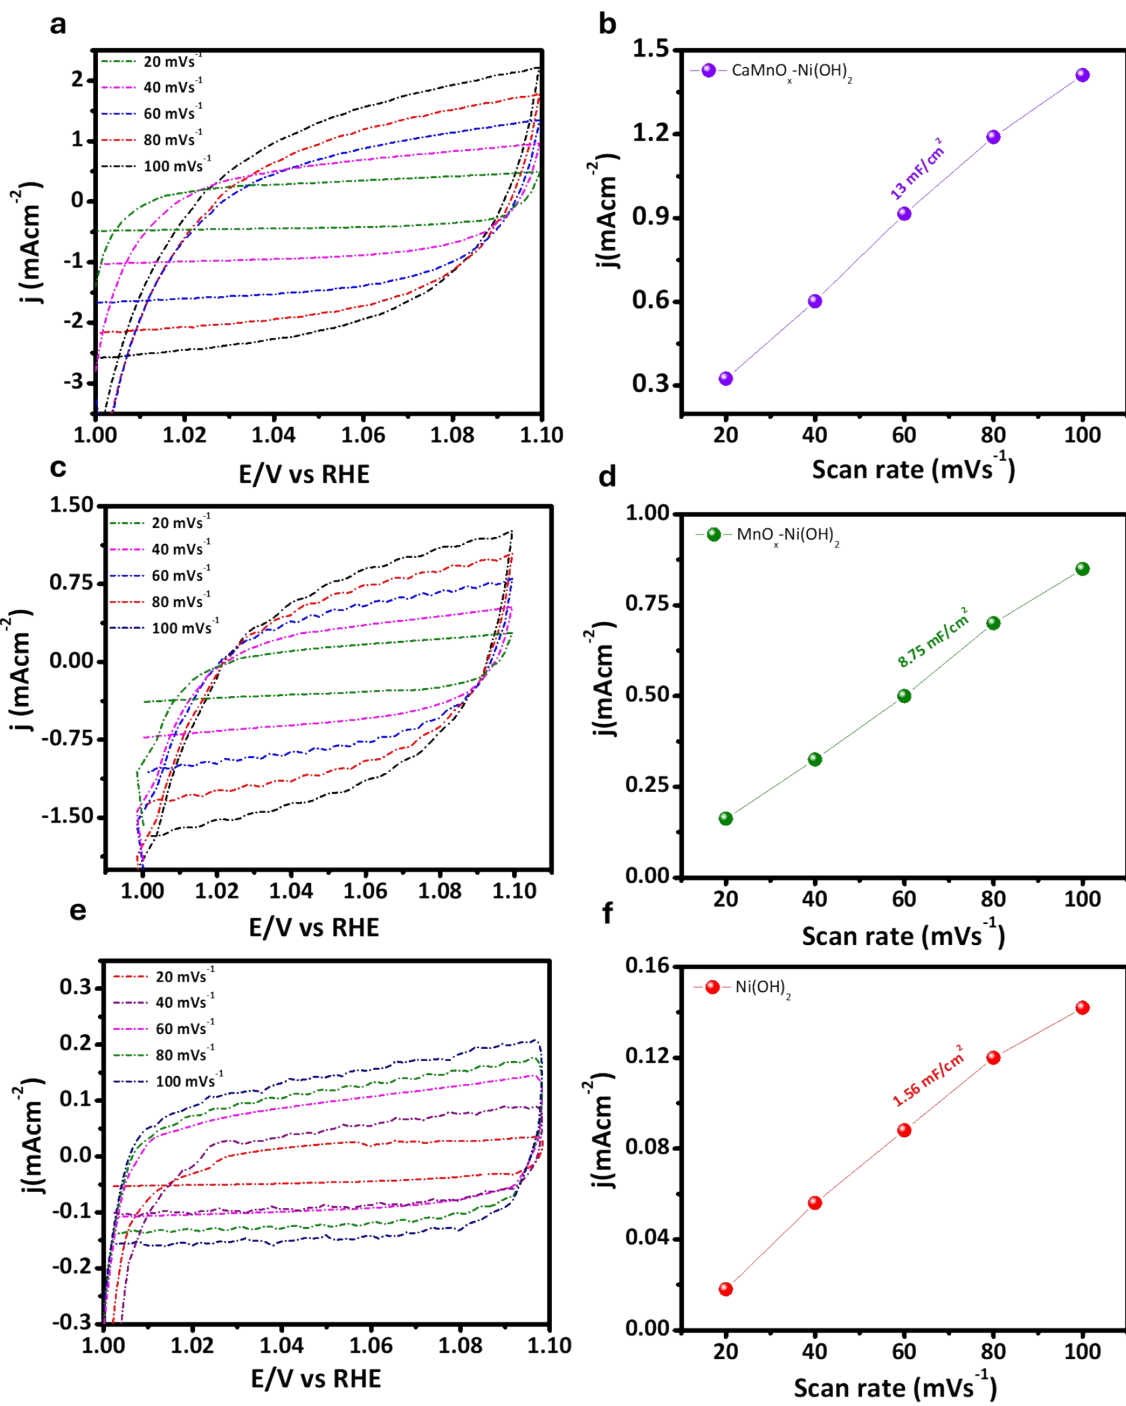 a
20 mVs⁻¹
40 mVs⁻¹
60 mVs⁻¹
80 mVs⁻¹
100 mVs⁻¹
2
1
0
-1
-2
-3
j (mAcm⁻²)
1.00 1.02 1.04 1.06 1.08 1.10
E/V vs RHE
b
CaMnOₓ-Ni(OH)₂
13 mF/cm²
1.5
1.2
0.9
0.6
0.3
j(mAcm⁻²)
20 40 60 80 100
Scan rate (mVs⁻¹)
c
20 mVs⁻¹
40 mVs⁻¹
60 mVs⁻¹
80 mVs⁻¹
100 mVs⁻¹
1.50
0.75
0.00
-0.75
-1.50
j (mAcm⁻²)
1.00 1.02 1.04 1.06 1.08 1.10
E/V vs RHE
d
MnOₓ-Ni(OH)₂
8.75 mF/cm²
1.00
0.75
0.50
0.25
0.00
j(mAcm⁻²)
20 40 60 80 100
Scan rate (mVs⁻¹)
e
20 mVs⁻¹
40 mVs⁻¹
60 mVs⁻¹
80 mVs⁻¹
100 mVs⁻¹
0.3
0.2
0.1
0.0
-0.1
-0.2
-0.3
j(mAcm⁻²)
1.00 1.02 1.04 1.06 1.08 1.10
E/V vs RHE
f
Ni(OH)₂
1.56 mF/cm²
0.16
0.12
0.08
0.04
0.00
j(mAcm⁻²)
20 40 60 80 100
Scan rate (mVs⁻¹)